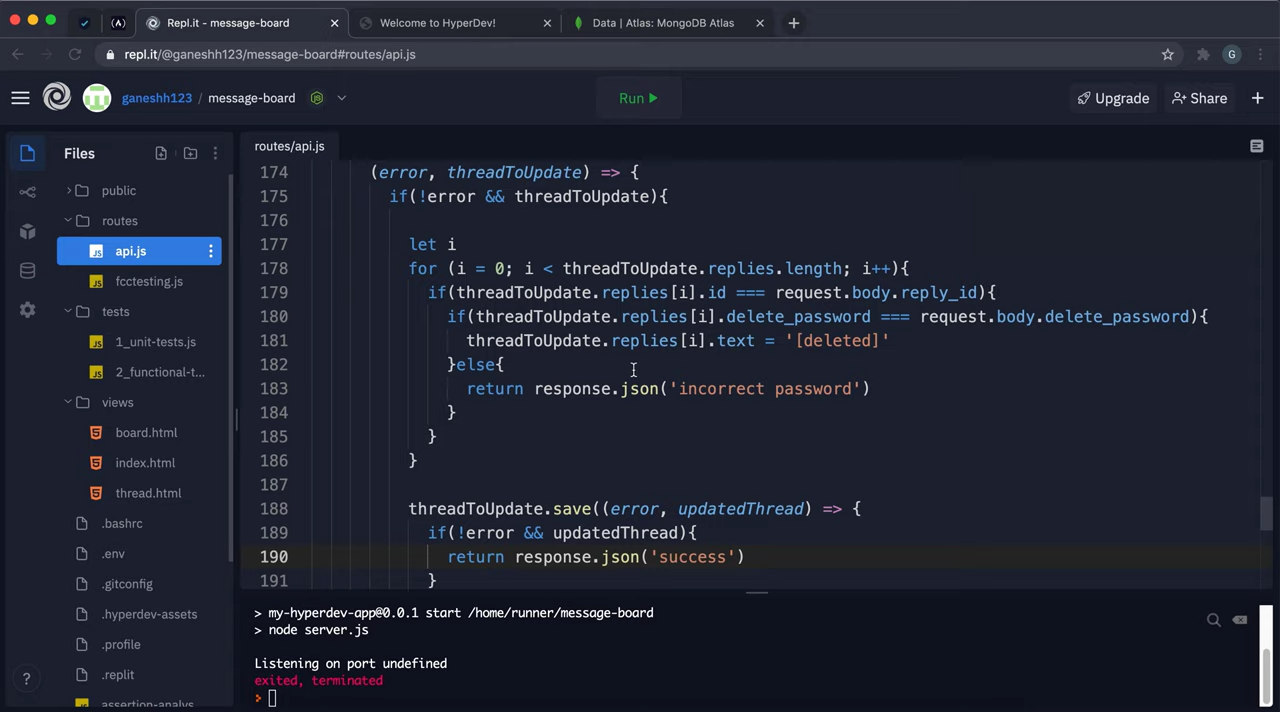 Repl.it - message-board
Welcome to HyperDev!
Data | Atlas: MongoDB Atlas
repl.it/@ganeshh123/message-board#routes/api.js
G
ganeshh123 / message-board
Run
Upgrade
Share
Files
routes/api.js
public
routes
api.js
fcctesting.js
tests
1_unit-tests.js
2_functional-t...
views
board.html
index.html
thread.html
.bashrc
.env
.gitconfig
.hyperdev-assets
.profile
.replit
assertion-analys
174 (error, threadToUpdate) => {
175 if(!error && threadToUpdate){
176
177 let i
178 for (i = 0; i < threadToUpdate.replies.length; i++){
179 if(threadToUpdate.replies[i].id === request.body.reply_id){
180 if(threadToUpdate.replies[i].delete_password === request.body.delete_password){
181 threadToUpdate.replies[i].text = '[deleted]'
182 }else{
183 return response.json('incorrect password')
184 }
185 }
186 }
187
188 threadToUpdate.save((error, updatedThread) => {
189 if(!error && updatedThread){
190 return response.json('success')
191 }
> my-hyperdev-app@0.0.1 start /home/runner/message-board
> node server.js
Listening on port undefined
exited, terminated